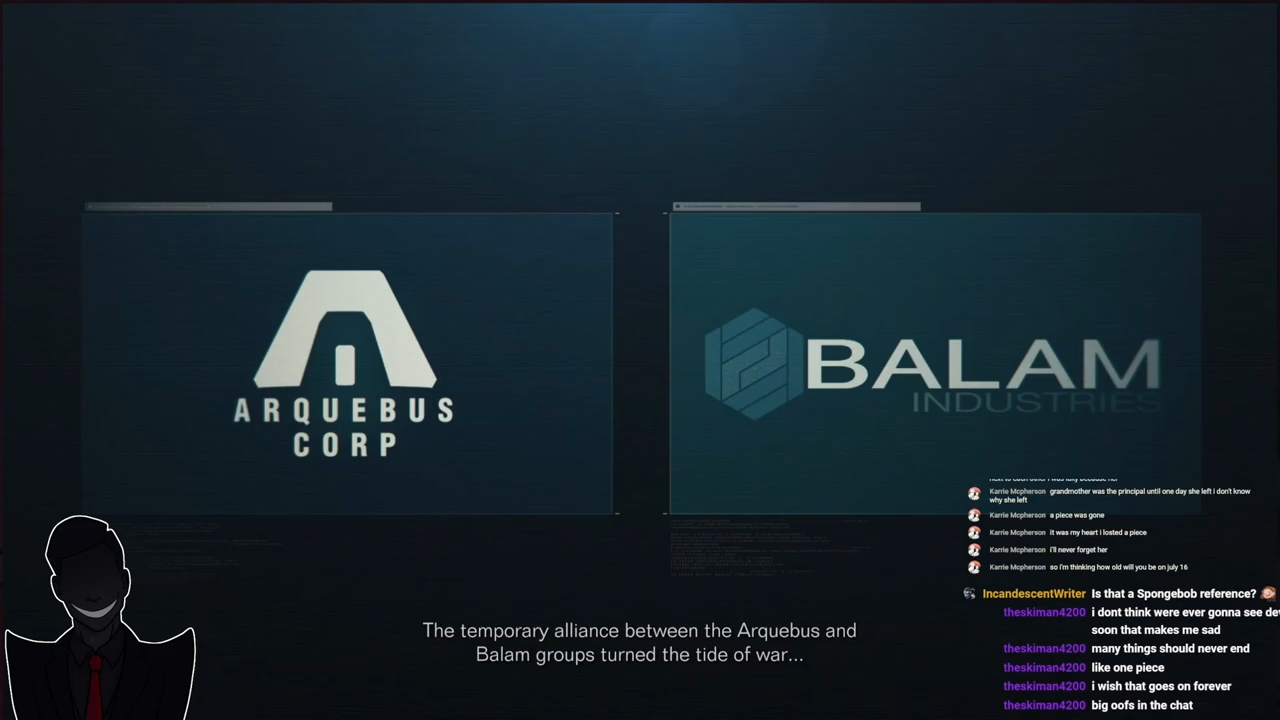 ARQUEBUS
CORP
BALAM
INDUSTRIES
Karrie Mcpherson grandmother was the principal until one day she left i don't know
why she left
Karrie Mcpherson a piece was gone
Karrie Mcpherson it was my heart i losted a piece
Karrie Mcpherson i'll never forget her
Karrie Mcpherson so i'm thinking how old will you be on july 16
IncandescentWriter Is that a Spongebob reference?
theskiman4200 i dont think were ever gonna see de
soon that makes me sad
theskiman4200 many things should never end
theskiman4200 like one piece
theskiman4200 i wish that goes on forever
theskiman4200 big oofs in the chat
The temporary alliance between the Arquebus and
Balam groups turned the tide of war...